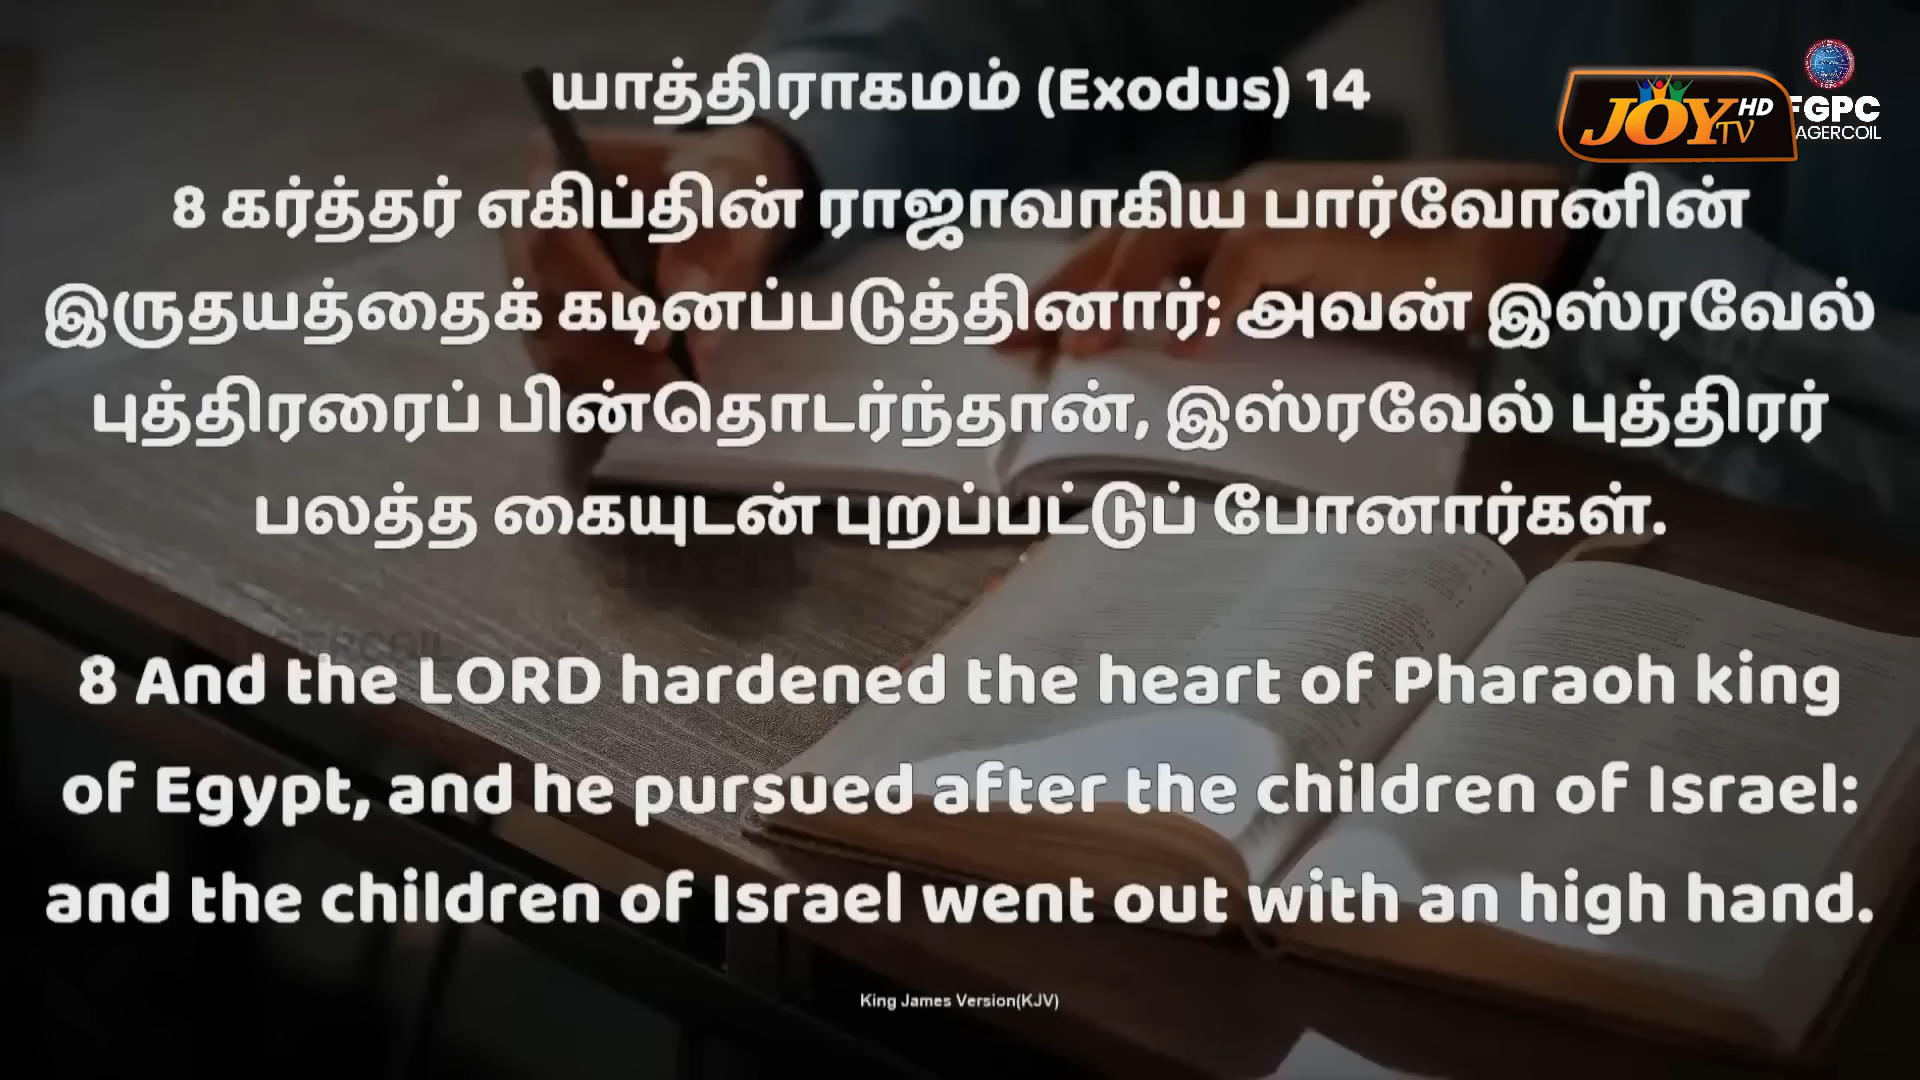 யாத்திராகமம் (Exodus) 14
8 கர்த்தர் எகிப்தின் ராஜாவாகிய பார்வோனின்
இருதயத்தைக் கடினப்படுத்தினார்; அவன் இஸ்ரவேல்
புத்திரரைப் பின்தொடர்ந்தான், இஸ்ரவேல் புத்திரர்
பலத்த கையுடன் புறப்பட்டுப் போனார்கள்.
8 And the LORD hardened the heart of Pharaoh king
of Egypt, and he pursued after the children of Israel:
and the children of Israel went out with an high hand.
King James Version(KJV)
JOY TV HD
FGPC
AGERCOIL